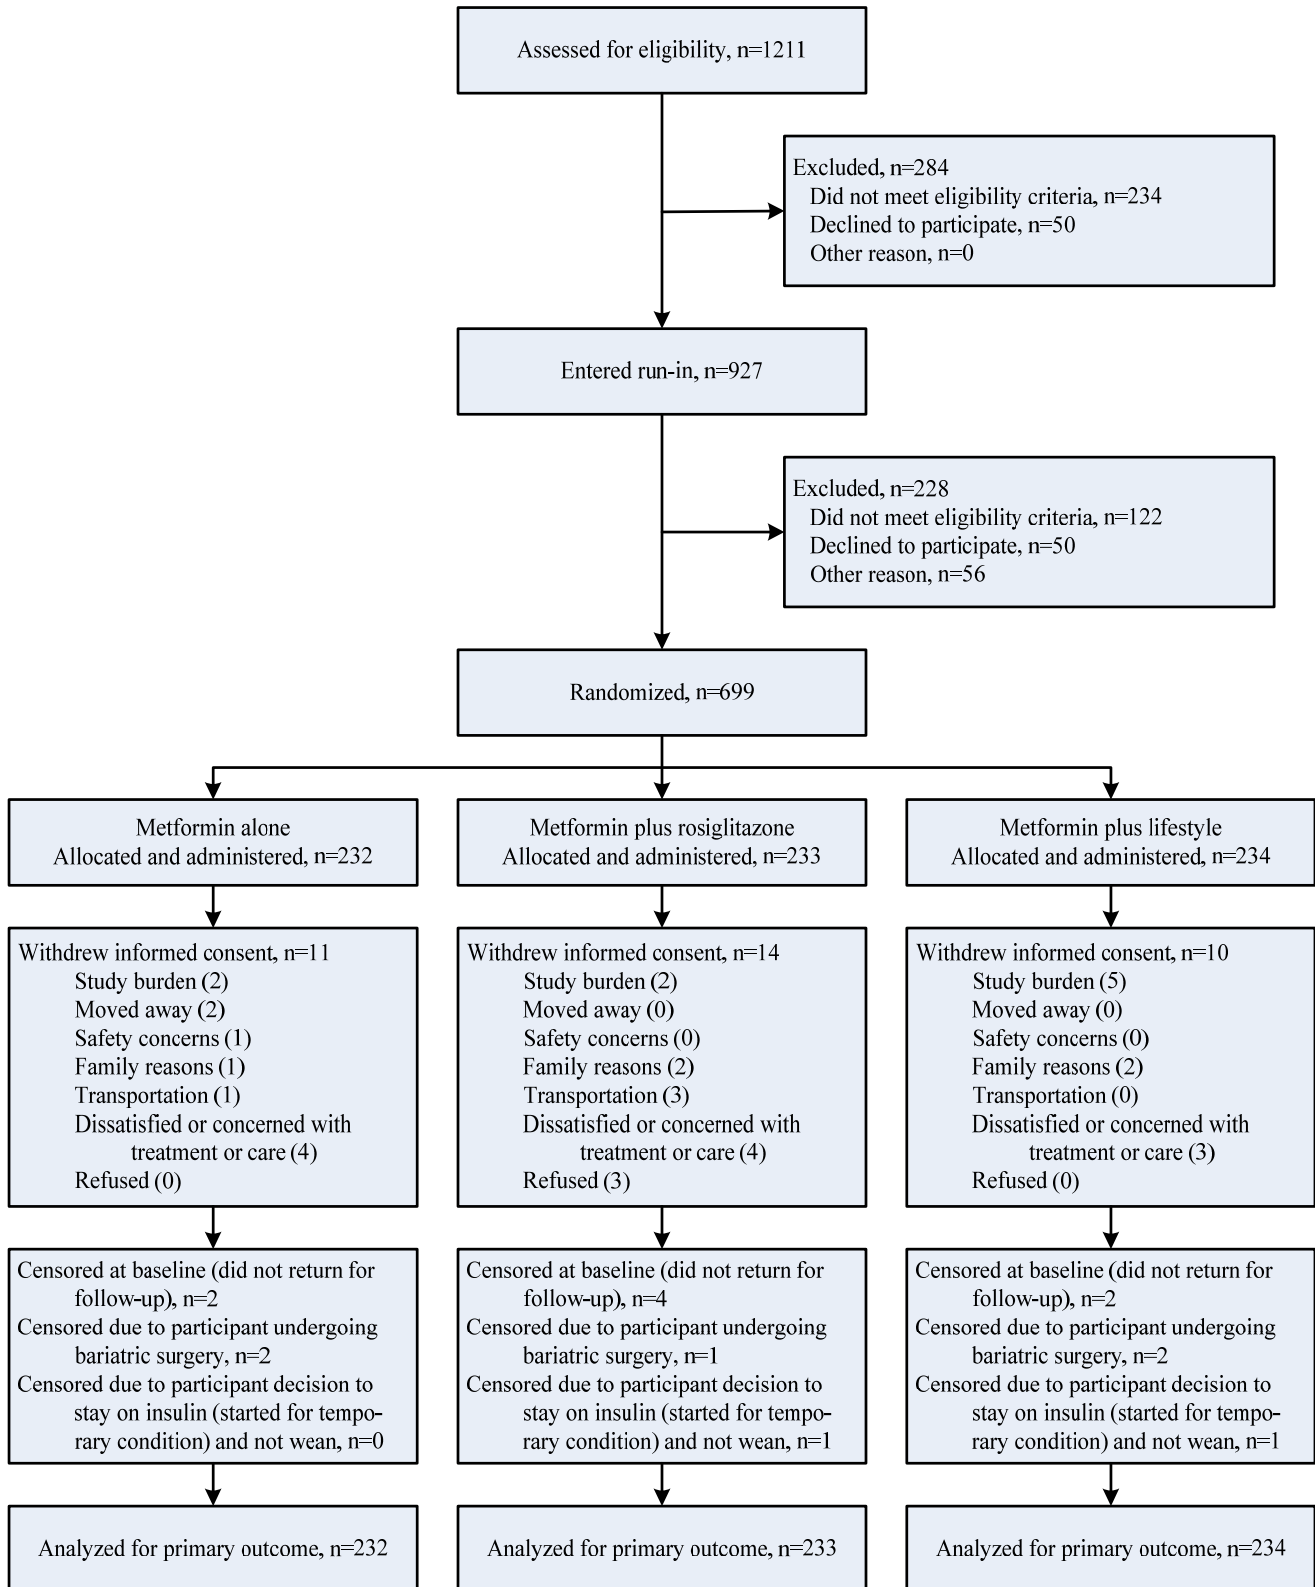 Assessed for eligibility, n=1211
Excluded, n=284
Did not meet eligibility criteria, n=234
Declined to participate, n=50
Other reason, n=0
Entered run-in, n=927
Excluded, n=228
Did not meet eligibility criteria, n=122
Declined to participate, n=50
Other reason, n=56
Randomized, n=699
Metformin alone
Allocated and administered, n=232
Metformin plus rosiglitazone
Allocated and administered, n=233
Metformin plus lifestyle
Allocated and administered, n=234
Withdrew informed consent, n=11
Study burden (2)
Moved away (2)
Safety concerns (1)
Family reasons (1)
Transportation (1)
Dissatisfied or concerned with
treatment or care (4)
Refused (0)
Withdrew informed consent, n=14
Study burden (2)
Moved away (0)
Safety concerns (0)
Family reasons (2)
Transportation (3)
Dissatisfied or concerned with
treatment or care (4)
Refused (3)
Withdrew informed consent, n=10
Study burden (5)
Moved away (0)
Safety concerns (0)
Family reasons (2)
Transportation (0)
Dissatisfied or concerned with
treatment or care (3)
Refused (0)
Censored at baseline (did not return for
follow-up), n=2
Censored due to participant undergoing
bariatric surgery, n=2
Censored due to participant decision to
stay on insulin (started for tempo-
rary condition) and not wean, n=0
Censored at baseline (did not return for
follow-up), n=4
Censored due to participant undergoing
bariatric surgery, n=1
Censored due to participant decision to
stay on insulin (started for tempo-
rary condition) and not wean, n=1
Censored at baseline (did not return for
follow-up), n=2
Censored due to participant undergoing
bariatric surgery, n=2
Censored due to participant decision to
stay on insulin (started for tempo-
rary condition) and not wean, n=1
Analyzed for primary outcome, n=232
Analyzed for primary outcome, n=233
Analyzed for primary outcome, n=234